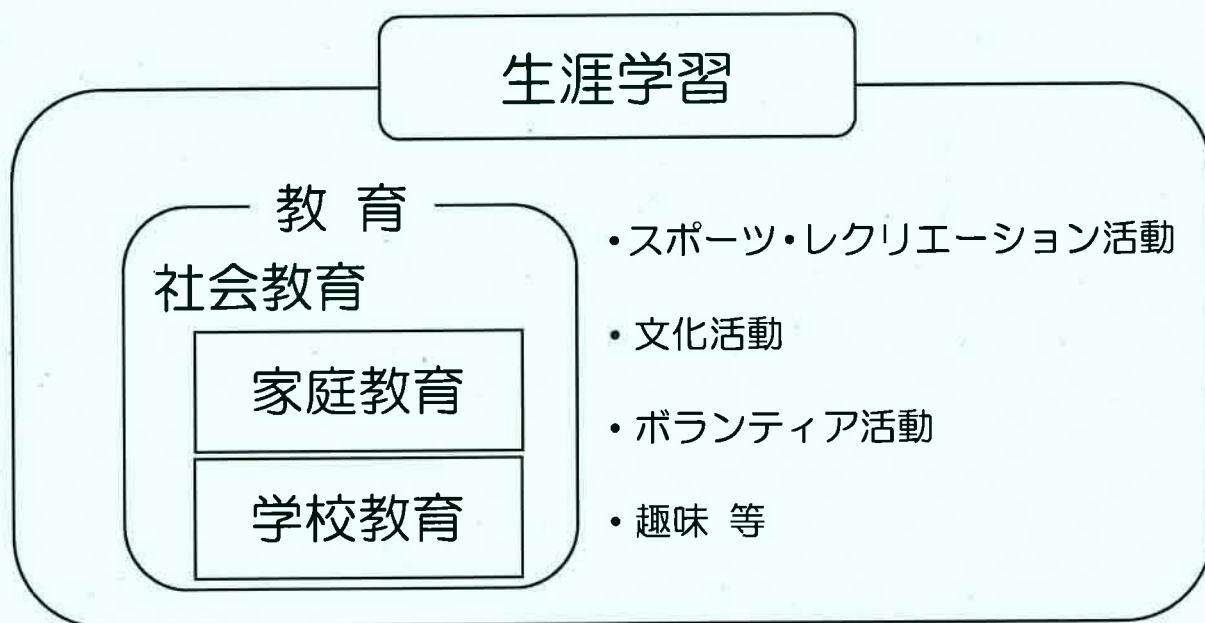 生涯学習
教 育
社会教育
家庭教育
学校教育
・スポーツ・レクリエーション活動
・文化活動
・ボランティア活動
・趣味 等